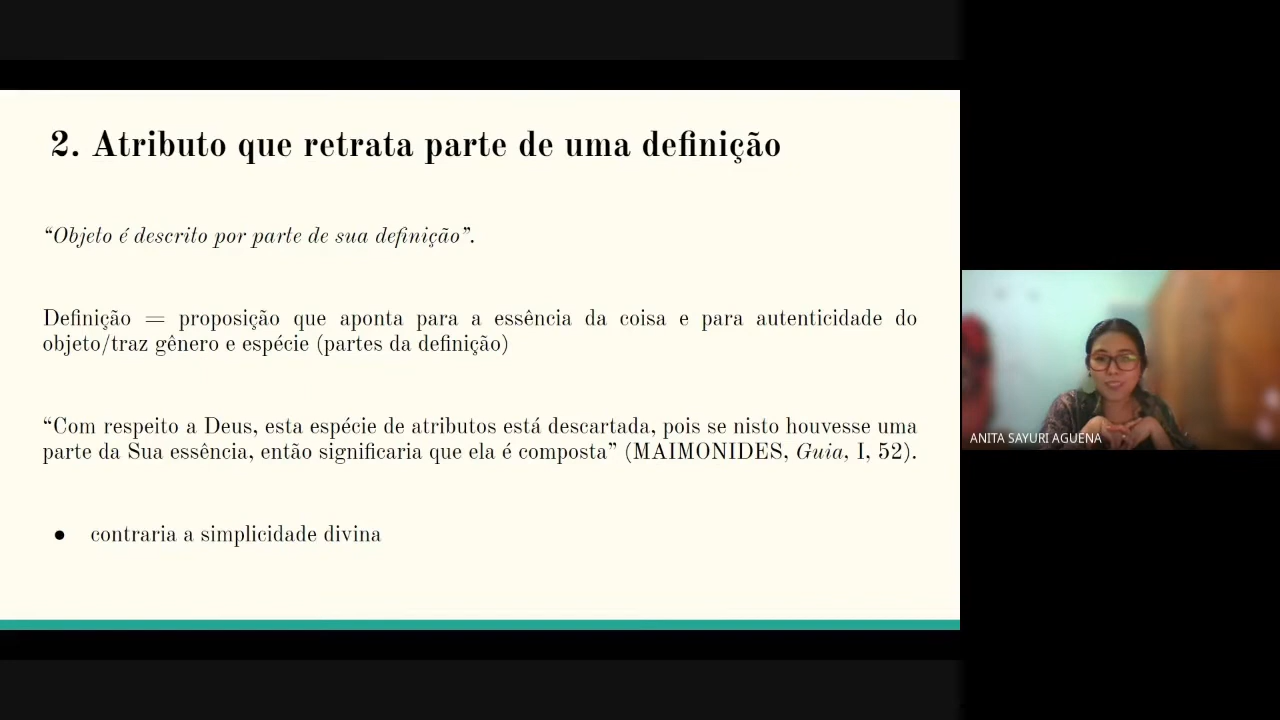 2. Atributo que retrata parte de uma definição
“Objeto é descrito por parte de sua definição”.
Definição = proposição que aponta para a essência da coisa e para autenticidade do
objeto/traz gênero e espécie (partes da definição)
“Com respeito a Deus, esta espécie de atributos está descartada, pois se nisto houvesse uma
parte da Sua essência, então significaria que ela é composta” (MAIMONIDES, Guia, I, 52).
● contraria a simplicidade divina
ANITA SAYURI AGUENA